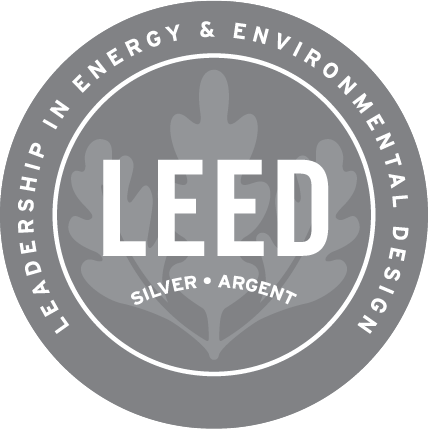 LEADERSHIP IN ENERGY & ENVIRONMENTAL DESIGN
LEED
SILVER • ARGENT